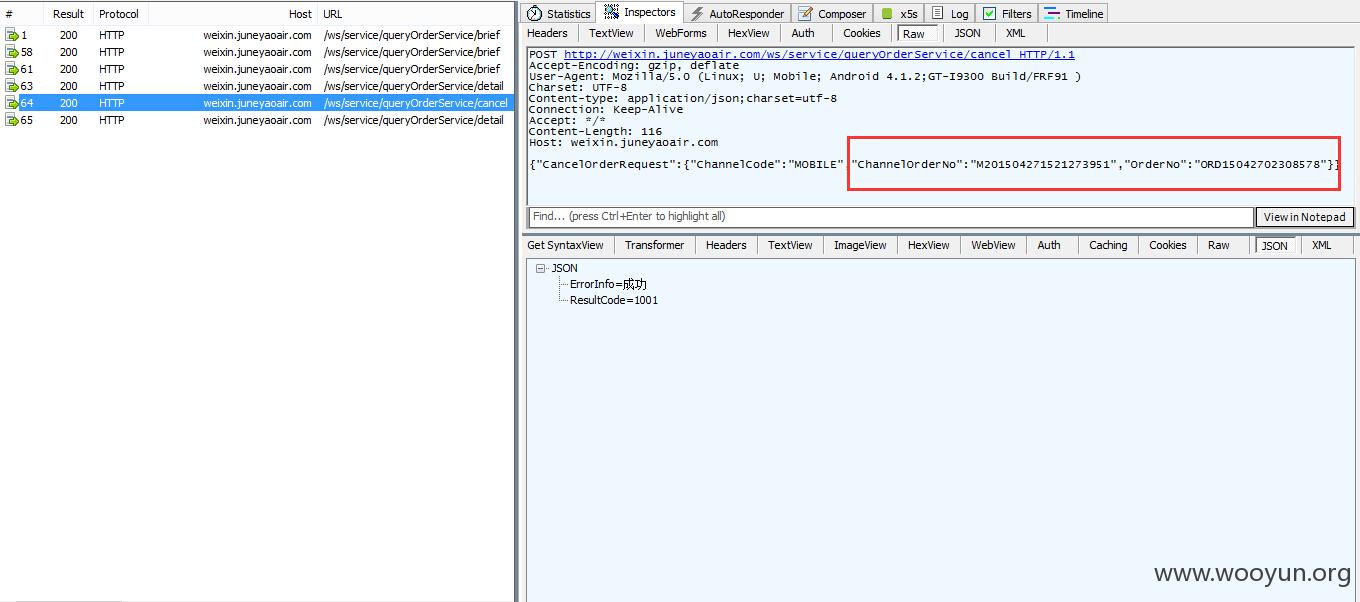 # Result Protocol Host URL
1 200 HTTP weixin.juneyaoair.com /ws/service/queryOrderService/brief
58 200 HTTP weixin.juneyaoair.com /ws/service/queryOrderService/brief
61 200 HTTP weixin.juneyaoair.com /ws/service/queryOrderService/brief
63 200 HTTP weixin.juneyaoair.com /ws/service/queryOrderService/detail
64 200 HTTP weixin.juneyaoair.com /ws/service/queryOrderService/cancel
65 200 HTTP weixin.juneyaoair.com /ws/service/queryOrderService/detail
Statistics Inspectors AutoResponder Composer x5s Log Filters Timeline
Headers TextView WebForms HexView Auth Cookies Raw JSON XML
POST http://weixin.juneyaoair.com/ws/service/queryOrderService/cancel HTTP/1.1
Accept-Encoding: gzip, deflate
User-Agent: Mozilla/5.0 (Linux; U; Mobile; Android 4.1.2;GT-I9300 Build/FRF91 )
Charset: UTF-8
Content-type: application/json;charset=utf-8
Connection: Keep-Alive
Accept: */*
Content-Length: 116
Host: weixin.juneyaoair.com
{"CancelOrderRequest":{"ChannelCode":"MOBILE","ChannelOrderNo":"M201504271521273951","OrderNo":"ORD15042702308578"}}
Find... (press Ctrl+Enter to highlight all)
View in Notepad
Get SyntaxView Transformer Headers TextView ImageView HexView WebView Auth Caching Cookies Raw JSON XML
JSON
ErrorInfo=成功
ResultCode=1001
www.wooyun.org